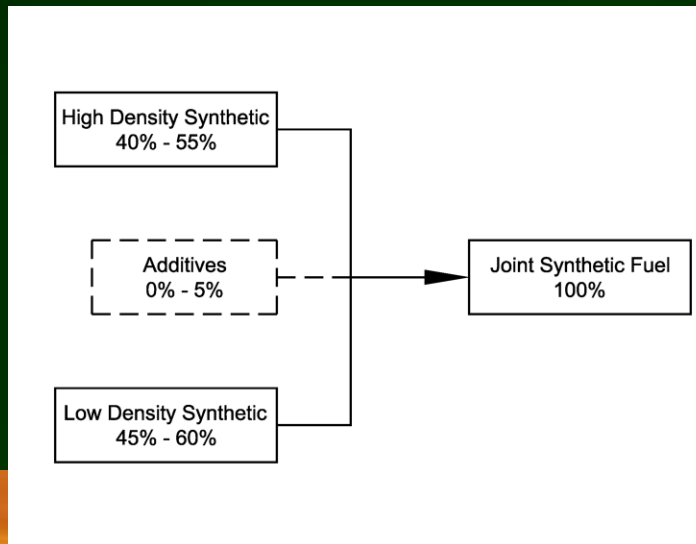 High Density Synthetic
40% - 55%
Additives
0% - 5%
Joint Synthetic Fuel
100%
Low Density Synthetic
45% - 60%